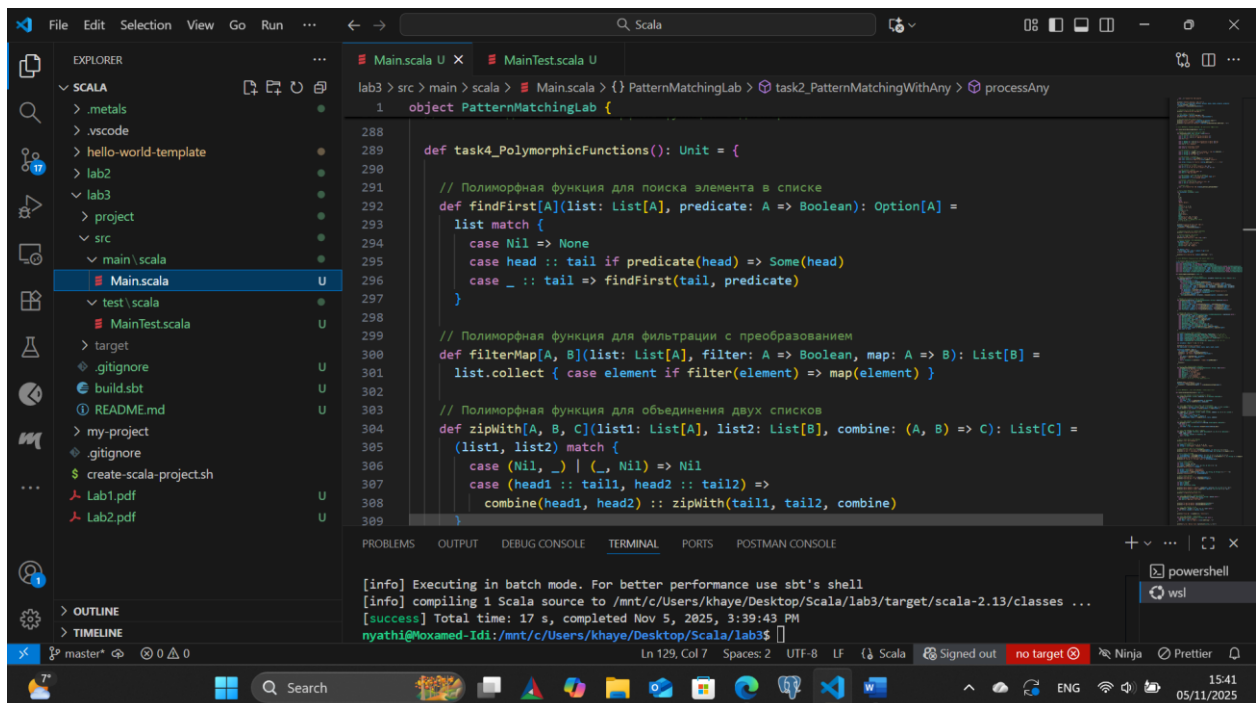 File Edit Selection View Go Run ···
Scala
EXPLORER
SCALA
.metals
.vscode
hello-world-template
lab2
lab3
project
src
main\scala
Main.scala U
test\scala
MainTest.scala U
target
.gitignore U
build.sbt U
README.md U
my-project
.gitignore
$ create-scala-project.sh
Lab1.pdf U
Lab2.pdf U
OUTLINE
TIMELINE
17
1
Main.scala U
MainTest.scala U
lab3 > src > main > scala > Main.scala > {} PatternMatchingLab > task2_PatternMatchingWithAny > processAny
1 object PatternMatchingLab {
288
289 def task4_PolymorphicFunctions(): Unit = {
290
291 // Полиморфная функция для поиска элемента в списке
292 def findFirst[A](list: List[A], predicate: A => Boolean): Option[A] =
293 list match {
294 case Nil => None
295 case head :: tail if predicate(head) => Some(head)
296 case _ :: tail => findFirst(tail, predicate)
297 }
298
299 // Полиморфная функция для фильтрации с преобразованием
300 def filterMap[A, B](list: List[A], filter: A => Boolean, map: A => B): List[B] =
301 list.collect { case element if filter(element) => map(element) }
302
303 // Полиморфная функция для объединения двух списков
304 def zipWith[A, B, C](list1: List[A], list2: List[B], combine: (A, B) => C): List[C] =
305 (list1, list2) match {
306 case (Nil, _) | (_, Nil) => Nil
307 case (head1 :: tail1, head2 :: tail2) =>
308 combine(head1, head2) :: zipWith(tail1, tail2, combine)
309 }
PROBLEMS OUTPUT DEBUG CONSOLE TERMINAL PORTS POSTMAN CONSOLE
[info] Executing in batch mode. For better performance use sbt's shell
[info] compiling 1 Scala source to /mnt/c/Users/khaye/Desktop/Scala/lab3/target/scala-2.13/classes ...
[success] Total time: 17 s, completed Nov 5, 2025, 3:39:43 PM
nyathi@Moxamed-Idi:/mnt/c/Users/khaye/Desktop/Scala/lab3$
powershell
wsl
master* 0 0 Ln 129, Col 7 Spaces: 2 UTF-8 LF Scala Signed out no target Ninja Prettier
7°
Search
ENG
15:41
05/11/2025